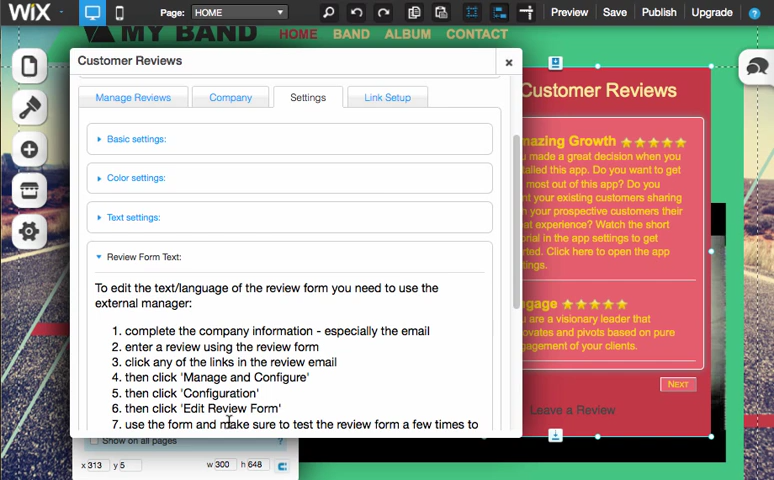 WiX
Page: HOME
Preview Save Publish Upgrade ?
MY BAND HOME BAND ALBUM CONTACT
Customer Reviews
Manage Reviews Company Settings Link Setup
Basic settings:
Color settings:
Text settings:
Review Form Text:
To edit the text/language of the review form you need to use the
external manager:
1. complete the company information - especially the email
2. enter a review using the review form
3. click any of the links in the review email
4. then click 'Manage and Configure'
5. then click 'Configuration'
6. then click 'Edit Review Form'
7. use the form and make sure to test the review form a few times to
Show on all pages ?
x 313 y 5 w 300 h 648
Customer Reviews
mazing Growth
u made a great decision when you
talled this app. Do you want to get
most out of this app? Do you
nt your existing customers sharing
h your prospective customers their
at experience? Watch the short
orial in the app settings to get
rted. Click here to open the app
tings.
ngage
u are a visionary leader that
ovates and pivots based on pure
gagement of your clients.
NEXT
Leave a Review